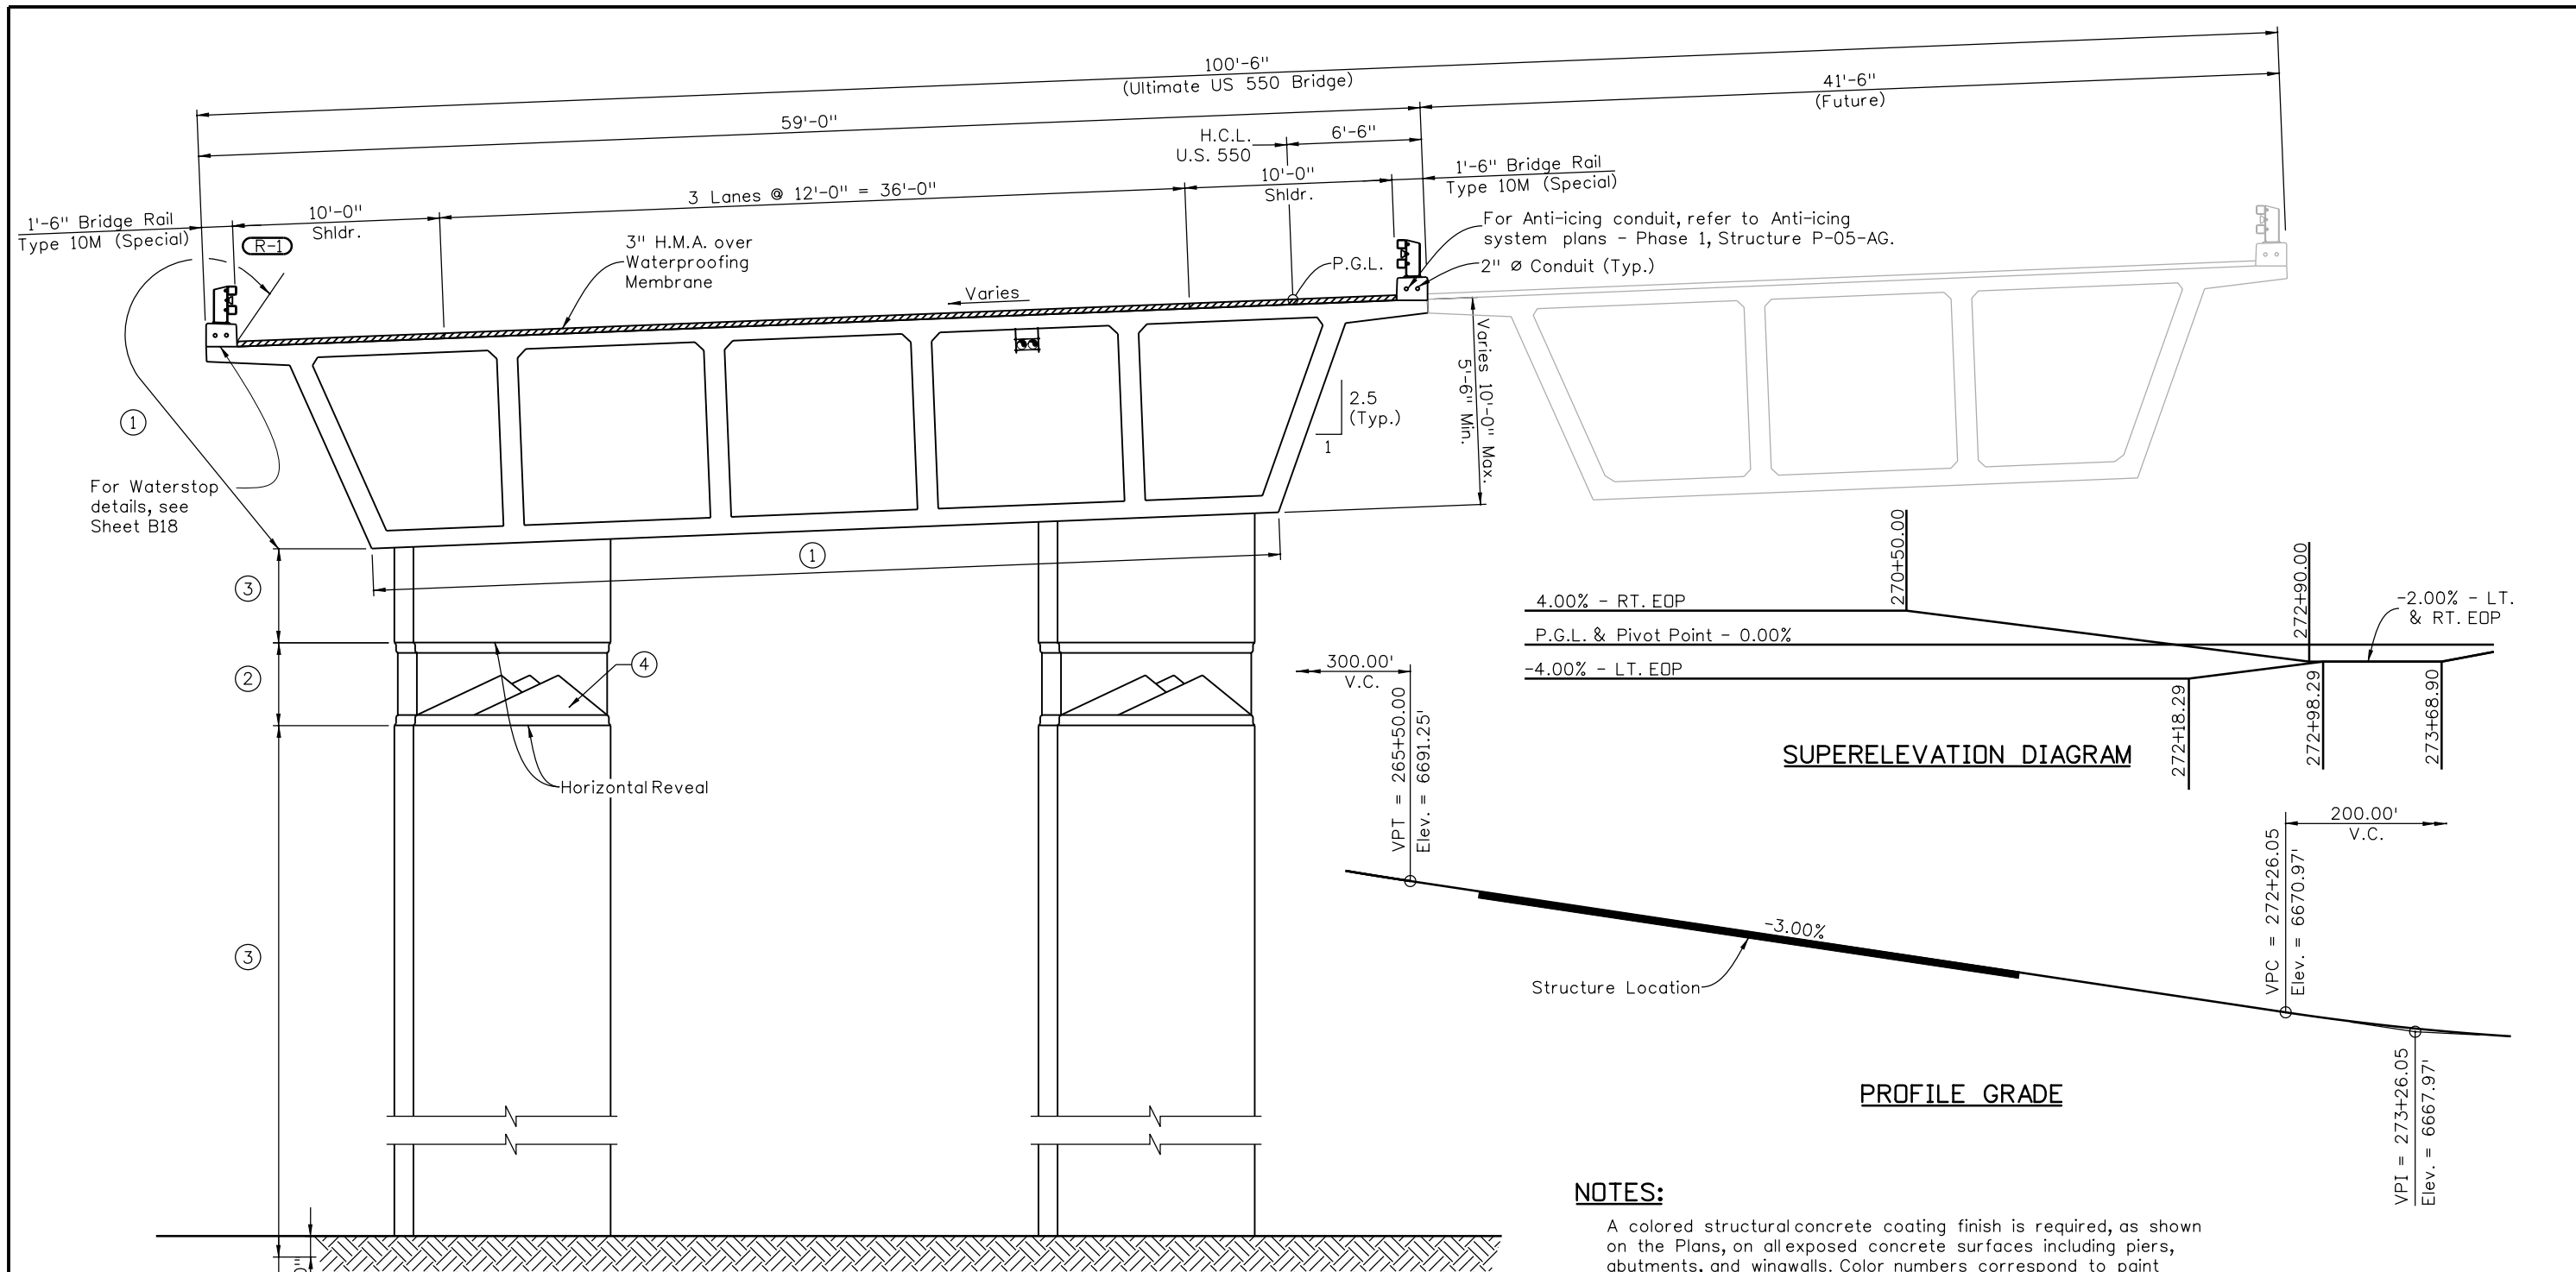 100'-6"
(Ultimate US 550 Bridge)
41'-6"
(Future)
59'-0"
H.C.L.
U.S. 550
6'-6"
1'-6" Bridge Rail
Type 10M (Special)
10'-0"
Shldr.
3 Lanes @ 12'-0" = 36'-0"
10'-0"
Shldr.
1'-6" Bridge Rail
Type 10M (Special)
R-1
3" H.M.A. over
Waterproofing
Membrane
For Anti-icing conduit, refer to Anti-icing
system plans - Phase 1, Structure P-05-AG.
2" Ø Conduit (Typ.)
P.G.L.
Varies
Varies 10'-0" Max.
5'-6" Min.
2.5
(Typ.)
1
1
For Waterstop
details, see
Sheet B18
1
3
2
4
3
Horizontal Reveal
270+50.00
272+90.00
4.00% - RT. EOP
-2.00% - LT.
& RT. EOP
P.G.L. & Pivot Point - 0.00%
-4.00% - LT. EOP
272+18.29
272+98.29
273+68.90
SUPERELEVATION DIAGRAM
300.00'
V.C.
VPT = 265+50.00
Elev. = 6691.25'
200.00'
V.C.
VPC = 272+26.05
Elev. = 6670.97'
-3.00%
Structure Location
VPI = 273+26.05
Elev. = 6667.97'
PROFILE GRADE
NOTES:
A colored structural concrete coating finish is required, as shown
on the Plans, on all exposed concrete surfaces including piers,
abutments, and wingwalls. Color numbers correspond to paint